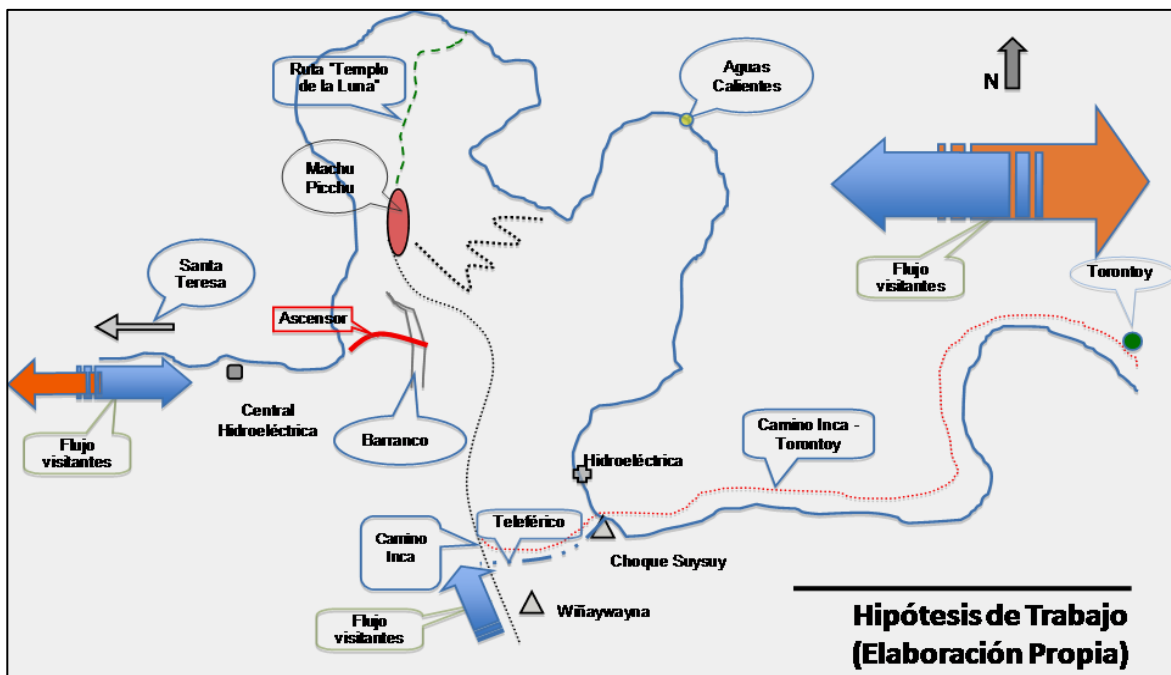 Ruta "Templo
de la Luna"
Aguas
Calientes
N
Machu
Picchu
Santa
Teresa
Flujo
visitantes
Torontoy
Ascensor
Central
Hidroeléctrica
Barranco
Flujo
visitantes
Camino Inca -
Torontoy
Hidroeléctrica
Teleférico
Camino
Inca
Choque Suysuy
Wiñaywayna
Flujo
visitantes
Hipótesis de Trabajo
(Elaboración Propia)